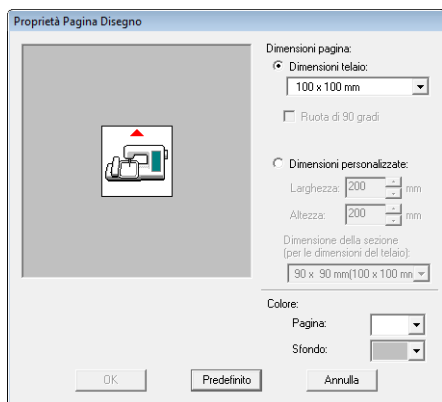 Proprietà Pagina Disegno
Dimensioni pagina:
Dimensioni telaio:
100 x 100 mm
Ruota di 90 gradi
Dimensioni personalizzate:
Larghezza: 200 mm
Altezza: 200 mm
Dimensione della sezione
(per le dimensioni del telaio)
90 x 90 mm(100 x 100 mn
Colore:
Pagina:
Sfondo:
OK Predefinito Annulla